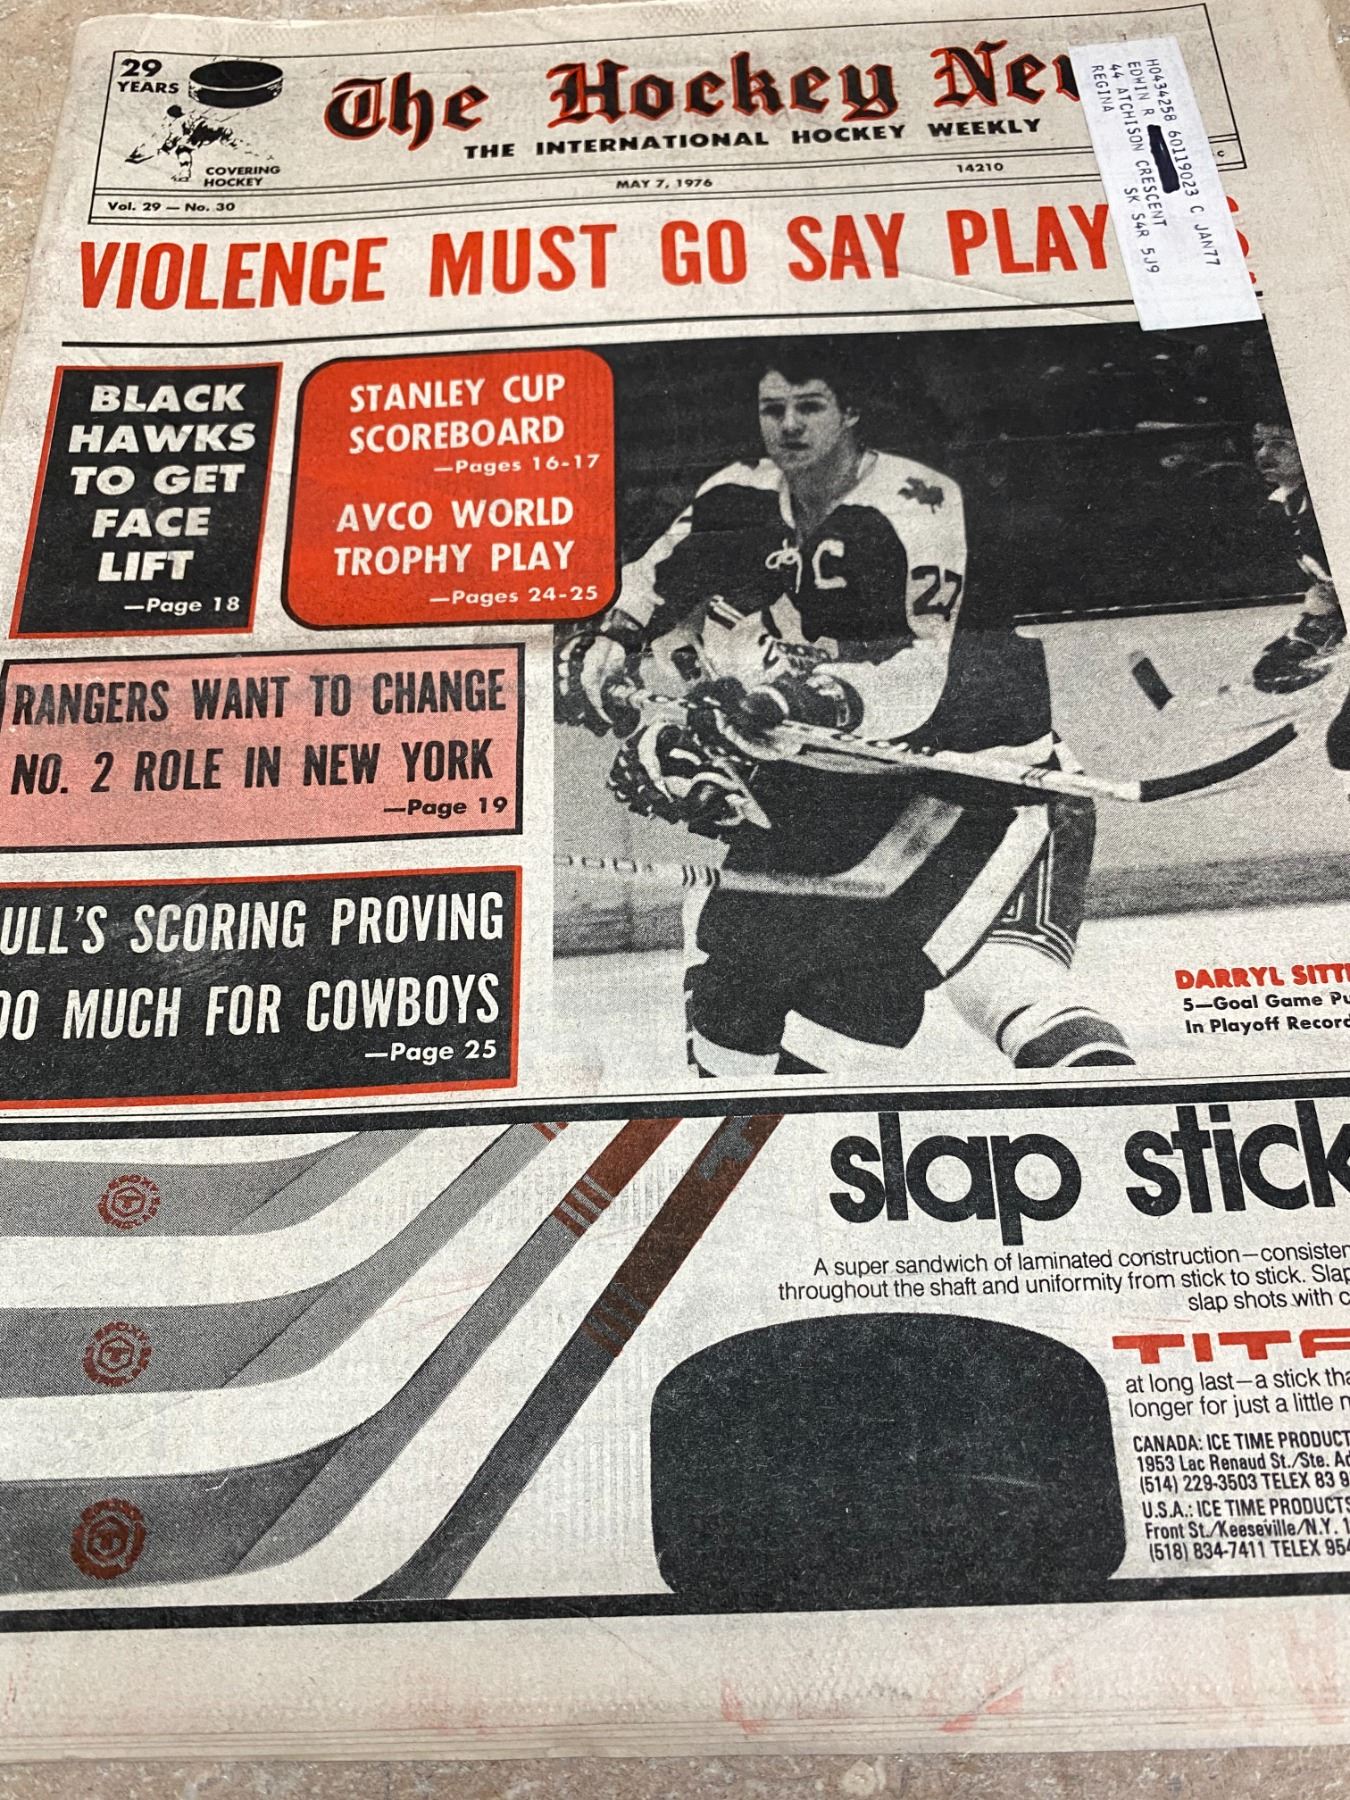 29
YEARS
COVERING
HOCKEY
The Hockey New
THE INTERNATIONAL HOCKEY WEEKLY
Vol. 29 — No. 30
MAY 7, 1976
14210
H0434258 60119023 C JAN77
EDWIN R
44 ATCHISON CRESCENT
REGINA SK S4R 5J9
VIOLENCE MUST GO SAY PLAY
BLACK
HAWKS
TO GET
FACE
LIFT
—Page 18
STANLEY CUP
SCOREBOARD
—Pages 16-17
AVCO WORLD
TROPHY PLAY
—Pages 24-25
RANGERS WANT TO CHANGE
NO. 2 ROLE IN NEW YORK
—Page 19
ULL'S SCORING PROVING
OO MUCH FOR COWBOYS
—Page 25
C
27
DARRYL SITT
5—Goal Game Pu
In Playoff Record
slap stick
A super sandwich of laminated construction—consisten
throughout the shaft and uniformity from stick to stick. Slap
slap shots with c
TITA
at long last—a stick tha
longer for just a little m
CANADA: ICE TIME PRODUCT
1953 Lac Renaud St./Ste. Ad
(514) 229-3503 TELEX 83 9
U.S.A.: ICE TIME PRODUCTS
Front St./Keeseville/N.Y. 1
(518) 834-7411 TELEX 954